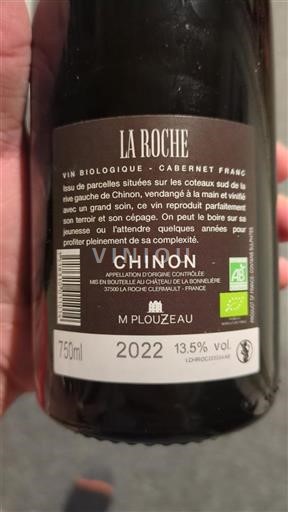 LA ROCHE
VIN BIOLOGIQUE - CABERNET FRANC
Issu de parcelles situées sur les coteaux sud de la
rive gauche de Chinon, vendangé à la main et vinifié
avec un grand soin, ce vin reproduit parfaitement
son terroir et son cépage. On peut le boire sur sa
jeunesse ou l'attendre quelques années pour
profiter pleinement de sa complexité.
VINIOU
CHINON
APPELLATION D'ORIGINE CONTRÔLÉE
MIS EN BOUTEILLE AU CHÂTEAU DE LA BONNELIÈRE
37500 LA ROCHE CLERMAULT - FRANCE
AB
M PLOUZEAU
750ml
2022
13.5% vol.